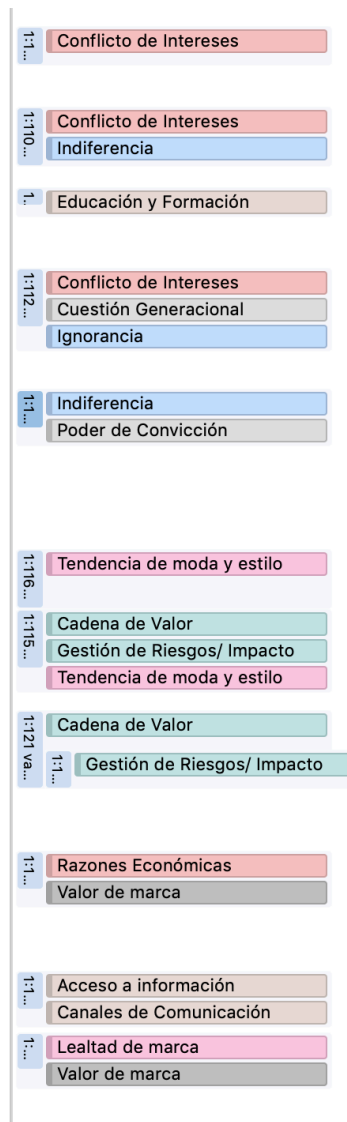 1:1...
Conflicto de Intereses
1:110...
Conflicto de Intereses
Indiferencia
1.
Educación y Formación
1:112...
Conflicto de Intereses
Cuestión Generacional
Ignorancia
1:1...
Indiferencia
Poder de Convicción
1:116...
Tendencia de moda y estilo
1:115...
Cadena de Valor
Gestión de Riesgos/ Impacto
Tendencia de moda y estilo
1:121 va...
Cadena de Valor
1:1...
Gestión de Riesgos/ Impacto
1:1...
Razones Económicas
Valor de marca
1:1...
Acceso a información
Canales de Comunicación
1:...
Lealtad de marca
Valor de marca